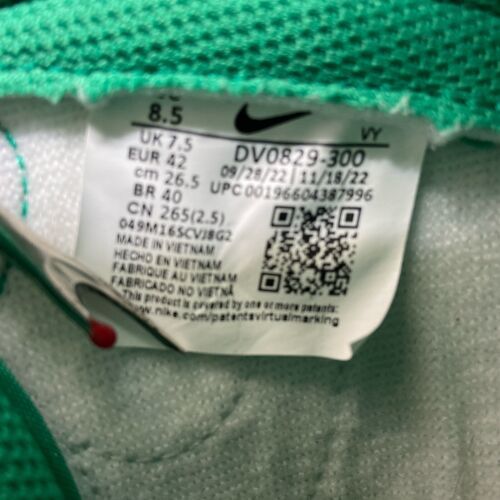 8.5
VY
UK 7.5
DV0829-300
EUR 42
09/28/22 | 11/18/22
cm 26.5
UPC 00196604387996
BR 40
CN 265(2.5)
049M16SCVJ8G2
MADE IN VIETNAM
HECHO EN VIETNAM
FABRIQUE AU VIETNAM
FABRICADO NO VIETNÃ
This product is covered by one or more patents:
www.nike.com/patentsvirtualmarking